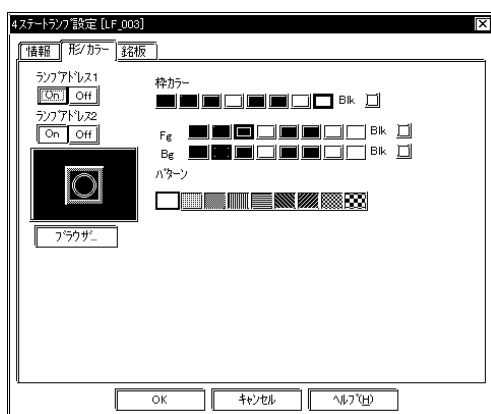 4ｽﾃｰﾄﾗﾝﾌﾟ設定 [LF_003]
情報 形/ｶﾗｰ 銘板
ﾗﾝﾌﾟｱﾄﾞﾚｽ1
On Off
ﾗﾝﾌﾟｱﾄﾞﾚｽ2
On Off
ﾌﾞﾗｳｻﾞ...
枠ｶﾗｰ
Blk
Fg Blk
Bg Blk
ﾊﾟﾀｰﾝ
OK ｷｬﾝｾﾙ ﾍﾙﾌﾟ(H)